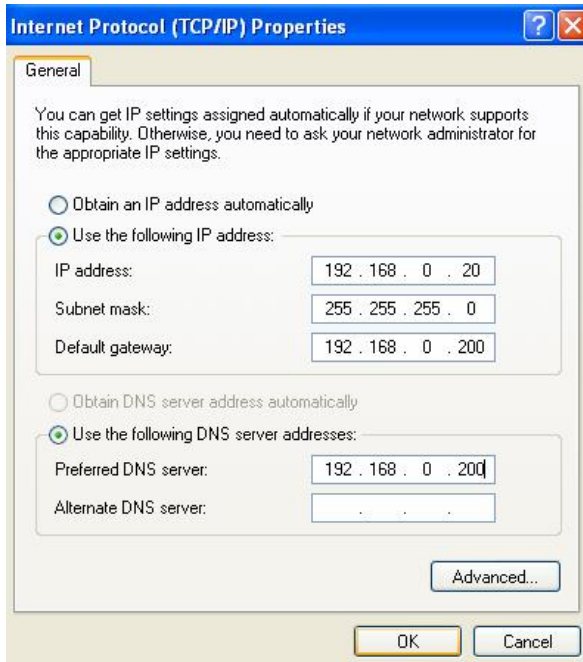 Internet Protocol (TCP/IP) Properties
General
You can get IP settings assigned automatically if your network supports
this capability. Otherwise, you need to ask your network administrator for
the appropriate IP settings.
Obtain an IP address automatically
Use the following IP address:
IP address: 192 . 168 . 0 . 20
Subnet mask: 255 . 255 . 255 . 0
Default gateway: 192 . 168 . 0 . 200
Obtain DNS server address automatically
Use the following DNS server addresses:
Preferred DNS server: 192 . 168 . 0 . 200
Alternate DNS server: . . .
Advanced...
OK Cancel